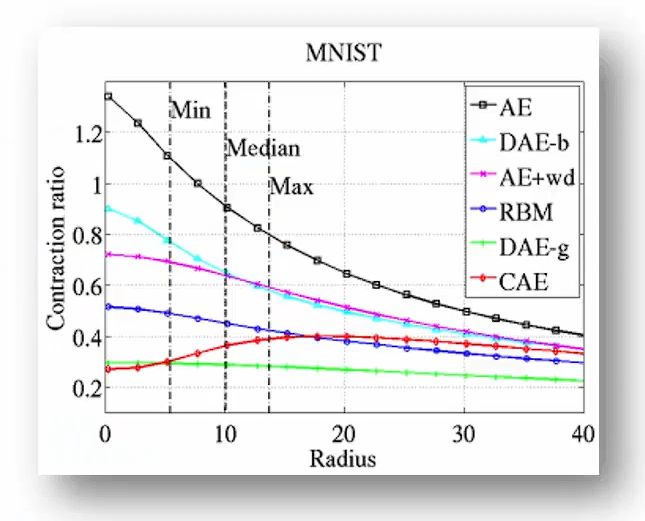 MNIST
Contraction ratio
1.2
1
0.8
0.6
0.4
0.2
Min
Median
Max
AE
DAE-b
AE+wd
RBM
DAE-g
CAE
0 10 20 30 40
Radius